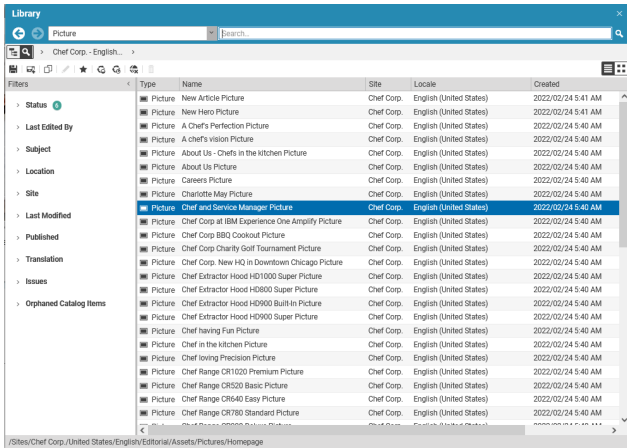 Library
Picture
Search...
Chef Corp. - English...
Filters
Type Name Site Locale Created
Status 6
Last Edited By
Subject
Location
Site
Last Modified
Published
Translation
Issues
Orphaned Catalog Items
Picture New Article Picture Chef Corp. English (United States) 2022/02/24 5:41 AM
Picture New Hero Picture Chef Corp. English (United States) 2022/02/24 5:41 AM
Picture A Chef's Perfection Picture Chef Corp. English (United States) 2022/02/24 5:40 AM
Picture A chef's vision Picture Chef Corp. English (United States) 2022/02/24 5:40 AM
Picture About Us - Chefs in the kitchen Picture Chef Corp. English (United States) 2022/02/24 5:40 AM
Picture About Us Picture Chef Corp. English (United States) 2022/02/24 5:40 AM
Picture Careers Picture Chef Corp. English (United States) 2022/02/24 5:40 AM
Picture Charlotte May Picture Chef Corp. English (United States) 2022/02/24 5:40 AM
Picture Chef and Service Manager Picture Chef Corp. English (United States) 2022/02/24 5:40 AM
Picture Chef Corp at IBM Experience One Amplify Picture Chef Corp. English (United States) 2022/02/24 5:40 AM
Picture Chef Corp BBQ Cookout Picture Chef Corp. English (United States) 2022/02/24 5:40 AM
Picture Chef Corp Charity Golf Tournament Picture Chef Corp. English (United States) 2022/02/24 5:40 AM
Picture Chef Corp. New HQ in Downtown Chicago Picture Chef Corp. English (United States) 2022/02/24 5:40 AM
Picture Chef Extractor Hood HD1000 Super Picture Chef Corp. English (United States) 2022/02/24 5:40 AM
Picture Chef Extractor Hood HD800 Super Picture Chef Corp. English (United States) 2022/02/24 5:40 AM
Picture Chef Extractor Hood HD900 Built-In Picture Chef Corp. English (United States) 2022/02/24 5:40 AM
Picture Chef Extractor Hood HD900 Super Picture Chef Corp. English (United States) 2022/02/24 5:40 AM
Picture Chef having Fun Picture Chef Corp. English (United States) 2022/02/24 5:40 AM
Picture Chef in the kitchen Picture Chef Corp. English (United States) 2022/02/24 5:40 AM
Picture Chef loving Precision Picture Chef Corp. English (United States) 2022/02/24 5:40 AM
Picture Chef Range CR1020 Premium Picture Chef Corp. English (United States) 2022/02/24 5:40 AM
Picture Chef Range CR520 Basic Picture Chef Corp. English (United States) 2022/02/24 5:40 AM
Picture Chef Range CR640 Easy Picture Chef Corp. English (United States) 2022/02/24 5:40 AM
Picture Chef Range CR780 Standard Picture Chef Corp. English (United States) 2022/02/24 5:40 AM
/Sites/Chef Corp./United States/English/Editorial/Assets/Pictures/Homepage